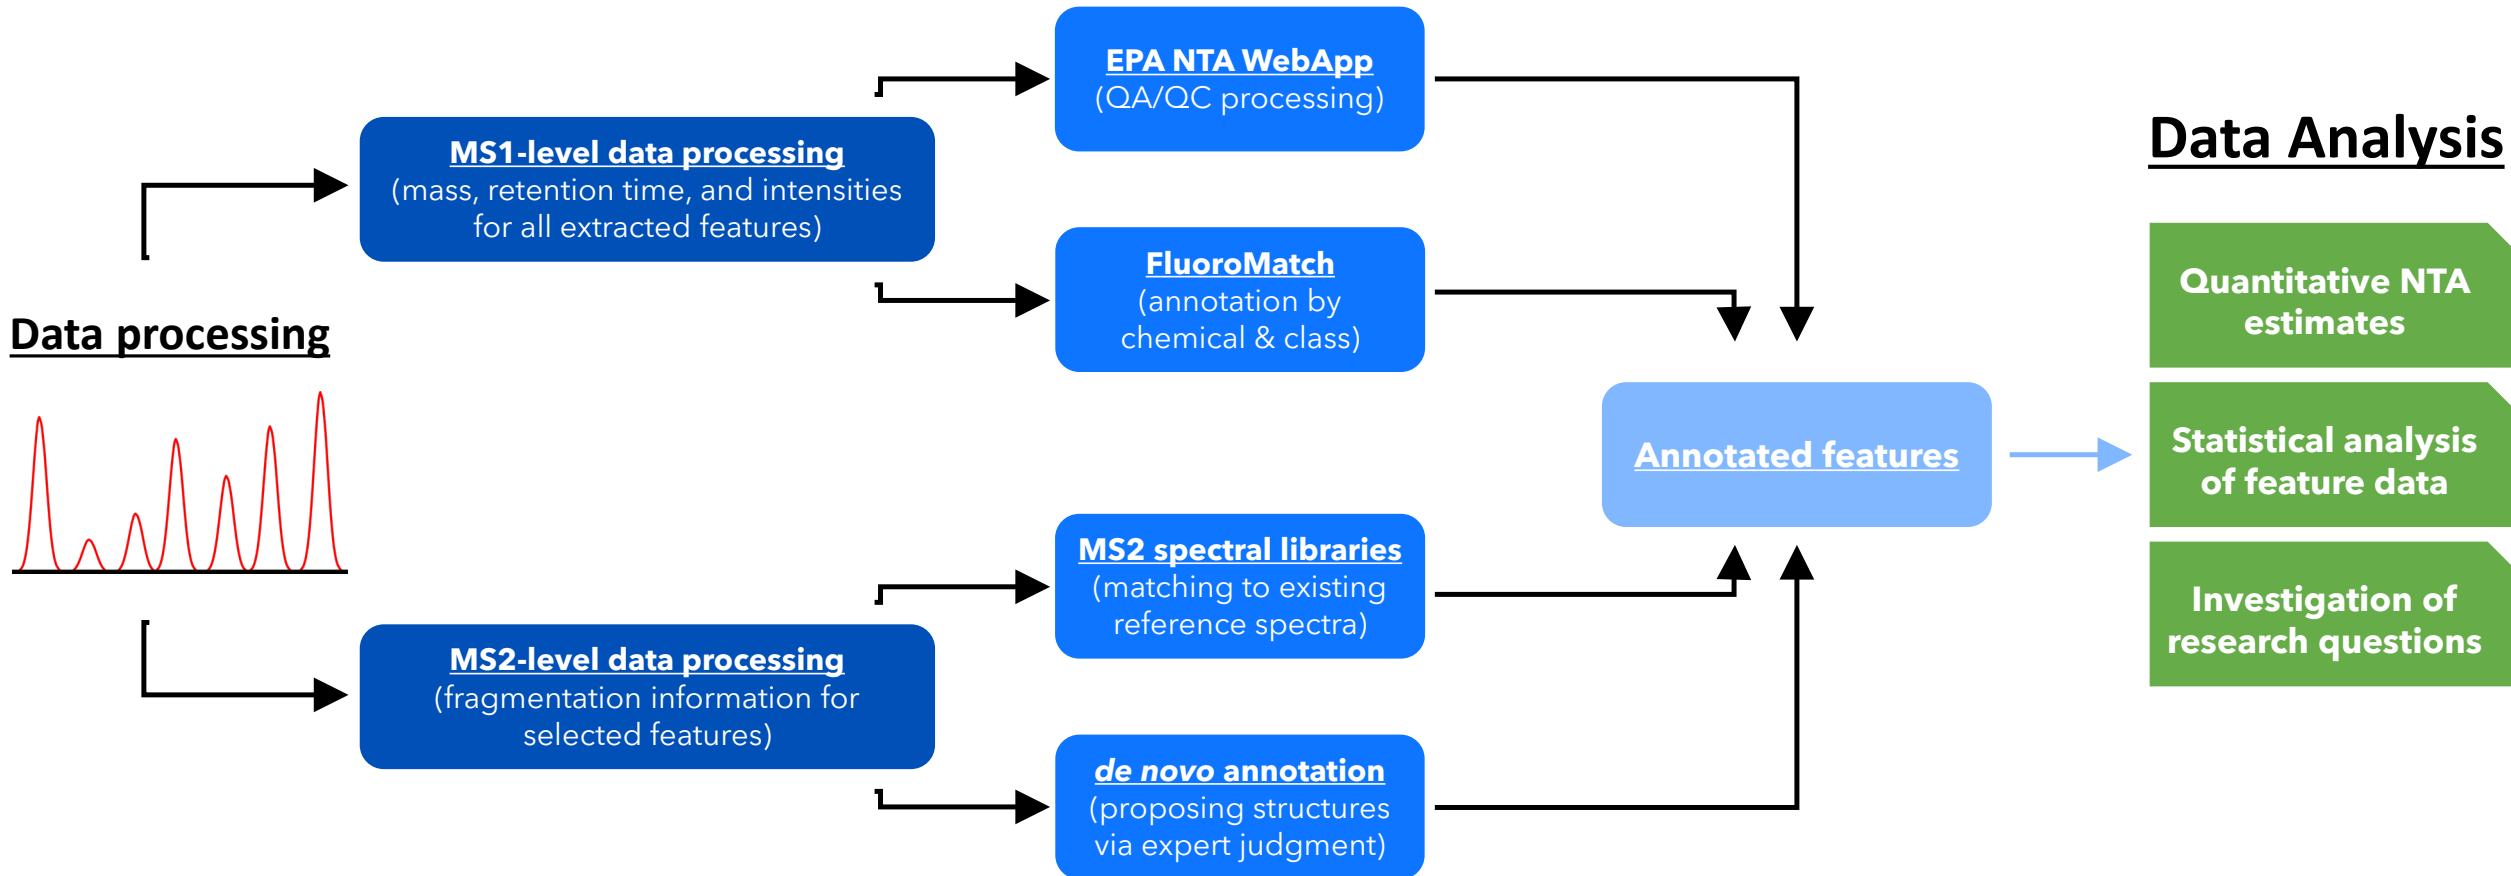 Data processing
MS1-level data processing
(mass, retention time, and intensities
for all extracted features)
MS2-level data processing
(fragmentation information for
selected features)
EPA NTA WebApp
(QA/QC processing)
FluoroMatch
(annotation by
chemical & class)
MS2 spectral libraries
(matching to existing
reference spectra)
de novo annotation
(proposing structures
via expert judgment)
Annotated features
Data Analysis
Quantitative NTA
estimates
Statistical analysis
of feature data
Investigation of
research questions